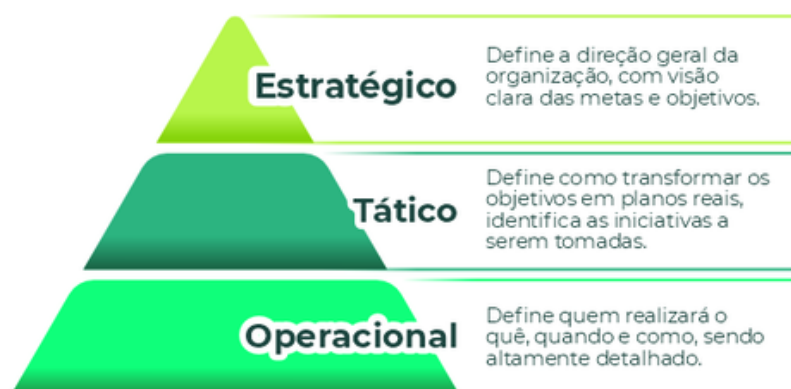 Estratégico
Define a direção geral da
organização, com visão
clara das metas e objetivos.
Tático
Define como transformar os
objetivos em planos reais,
identifica as iniciativas a
serem tomadas.
Operacional
Define quem realizará o
quê, quando e como, sendo
altamente detalhado.